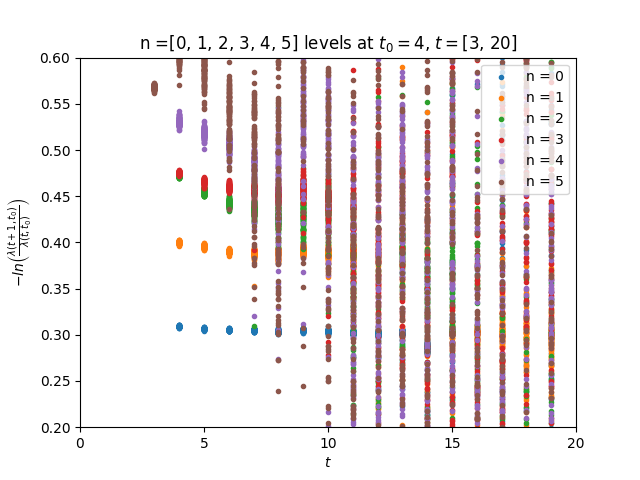 n =[0, 1, 2, 3, 4, 5] levels at t₀ = 4, t = [3, 20]
0.60
0.55
0.50
0.45
0.40
0.35
0.30
0.25
0.20
−ln(λ(t+1,t₀)/λ(t,t₀))
n = 0
n = 1
n = 2
n = 3
n = 4
n = 5
0
5
10
15
20
t